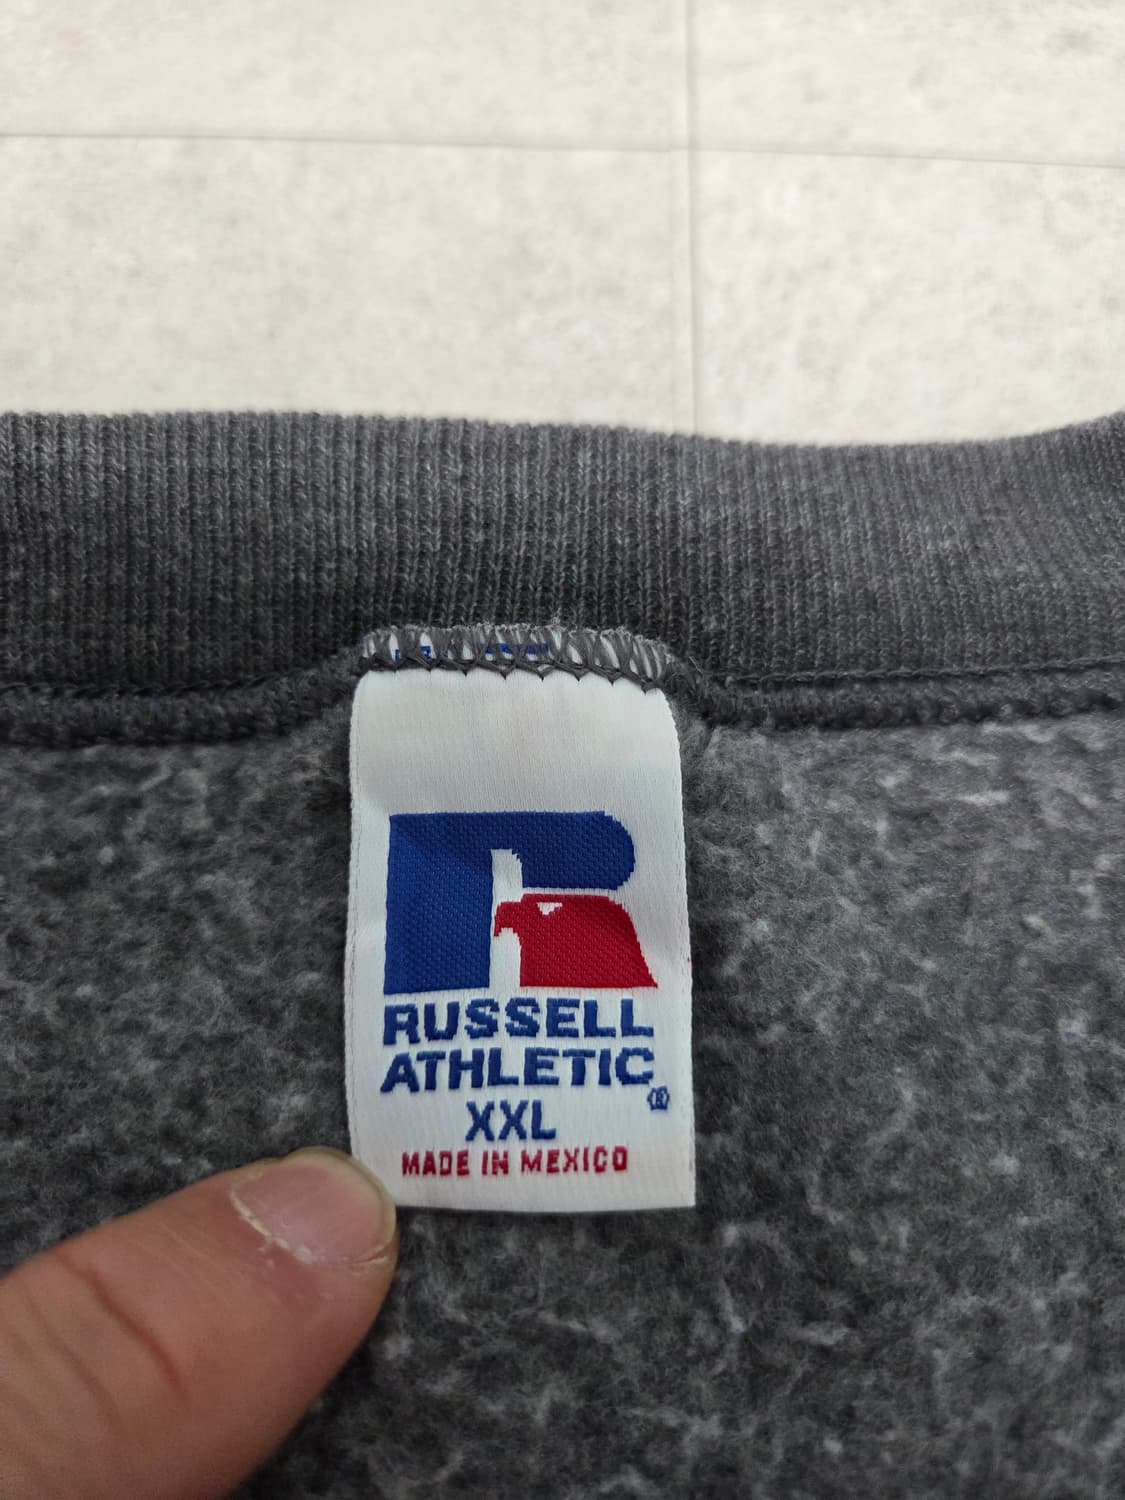 RUSSELL
ATHLETIC®
XXL
MADE IN MEXICO